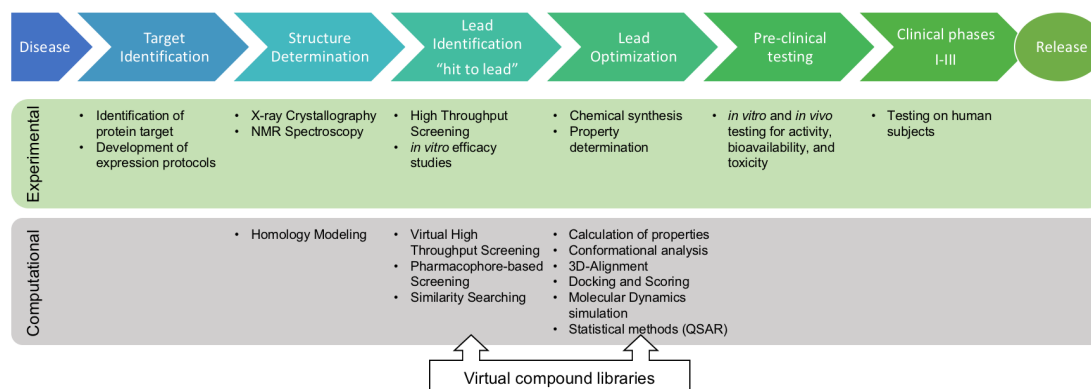 Disease
Target
Identification
Structure
Determination
Lead
Identification
“hit to lead”
Lead
Optimization
Pre-clinical
testing
Clinical phases
I-III
Release
Experimental
• Identification of
protein target
• Development of
expression protocols
• X-ray Crystallography
• NMR Spectroscopy
• High Throughput
Screening
• in vitro efficacy
studies
• Chemical synthesis
• Property
determination
• in vitro and in vivo
testing for activity,
bioavailability, and
toxicity
• Testing on human
subjects
Computational
• Homology Modeling
• Virtual High
Throughput Screening
• Pharmacophore-based
Screening
• Similarity Searching
• Calculation of properties
• Conformational analysis
• 3D-Alignment
• Docking and Scoring
• Molecular Dynamics
simulation
• Statistical methods (QSAR)
Virtual compound libraries